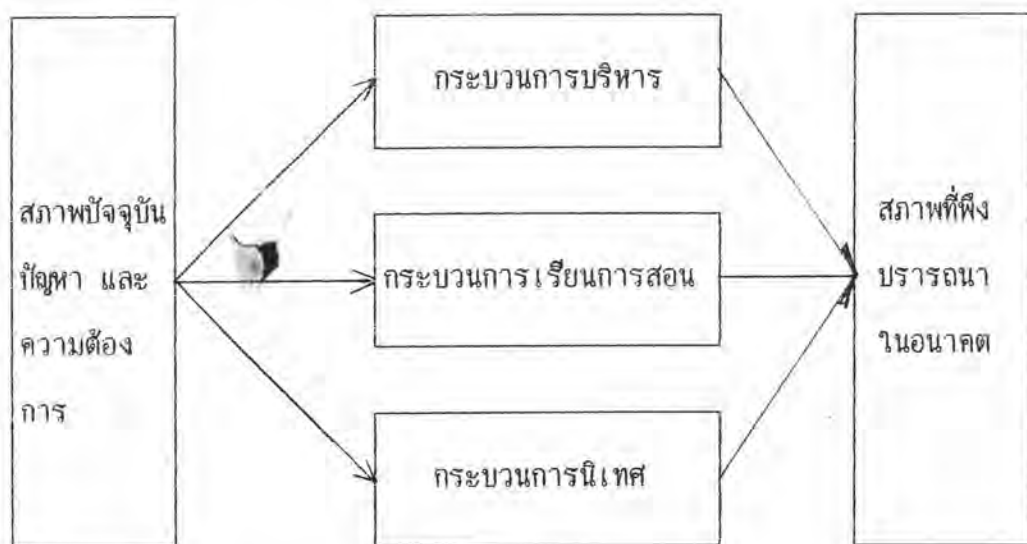 สภาพปัจจุบัน
ปัญหา และ
ความต้อง
การ
กระบวนการบริหาร
กระบวนการเรียนการสอน
กระบวนการนิเทศ
สภาพที่พึง
ปรารถนา
ในอนาคต